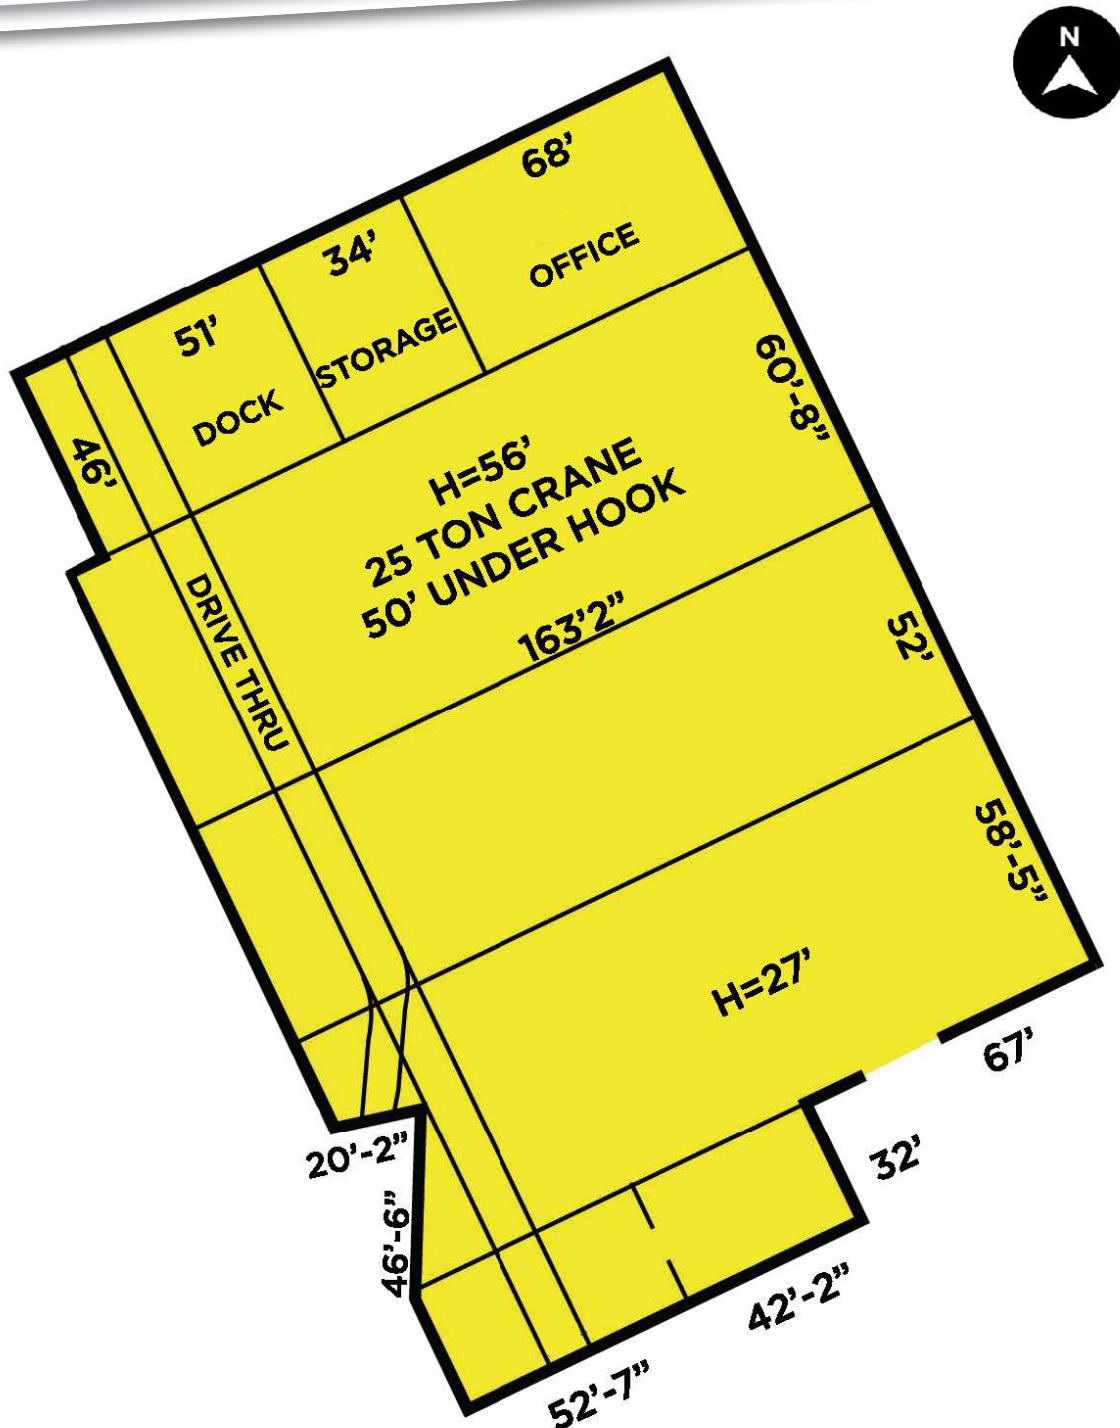 N
68’
34’
51’
OFFICE
STORAGE
DOCK
46’
60’-8”
H=56’
25 TON CRANE
50’ UNDER HOOK
163’2”
DRIVE THRU
52’
58’-5”
H=27’
67’
20’-2”
32’
46’-6”
42’-2”
52’-7”